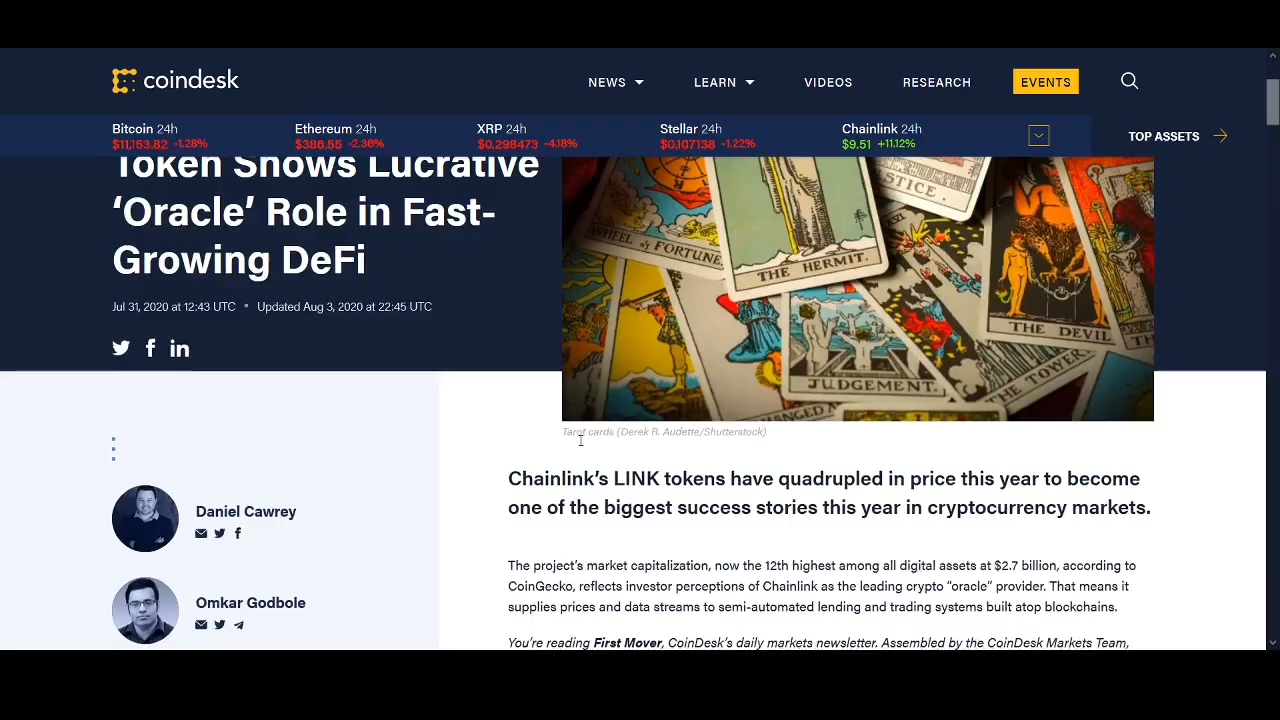 coindesk
NEWS
LEARN
VIDEOS
RESEARCH
EVENTS
Bitcoin 24h
$11,153.82 -1.28%
Ethereum 24h
$386.55 -2.36%
XRP 24h
$0.298473 -4.18%
Stellar 24h
$0.107138 -1.22%
Chainlink 24h
$9.51 +11.12%
TOP ASSETS
Token Shows Lucrative
‘Oracle’ Role in Fast-
Growing DeFi
Jul 31, 2020 at 12:43 UTC • Updated Aug 3, 2020 at 22:45 UTC
WHEEL of FORTUNE
THE HERMIT.
STICE
THE DEVIL
JUDGEMENT.
THE TOWER
HANGED MA
Tarot cards (Derek R. Audette/Shutterstock)
Daniel Cawrey
Omkar Godbole
Chainlink’s LINK tokens have quadrupled in price this year to become
one of the biggest success stories this year in cryptocurrency markets.
The project’s market capitalization, now the 12th highest among all digital assets at $2.7 billion, according to
CoinGecko, reflects investor perceptions of Chainlink as the leading crypto “oracle” provider. That means it
supplies prices and data streams to semi-automated lending and trading systems built atop blockchains.
You’re reading First Mover, CoinDesk’s daily markets newsletter. Assembled by the CoinDesk Markets Team,